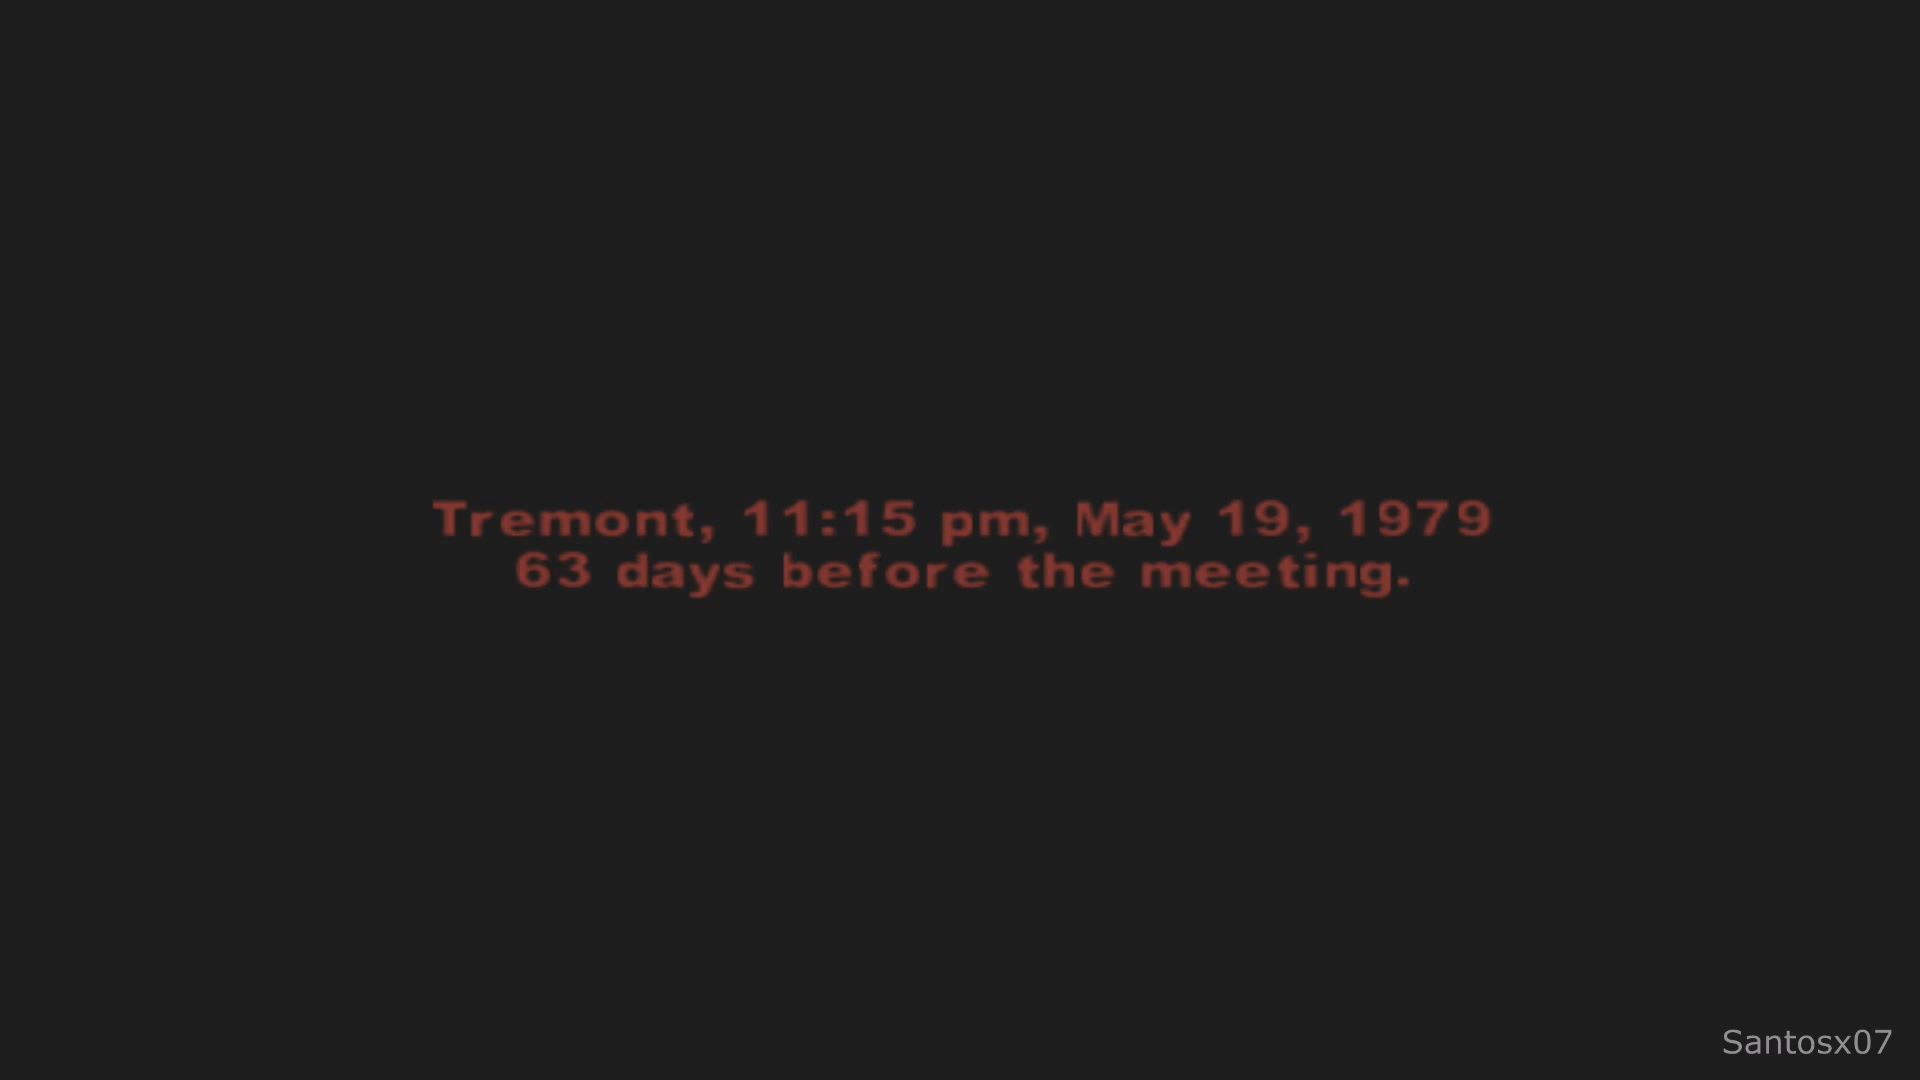 Tremont, 11:15 pm, May 19, 1979
63 days before the meeting.
Santosx07